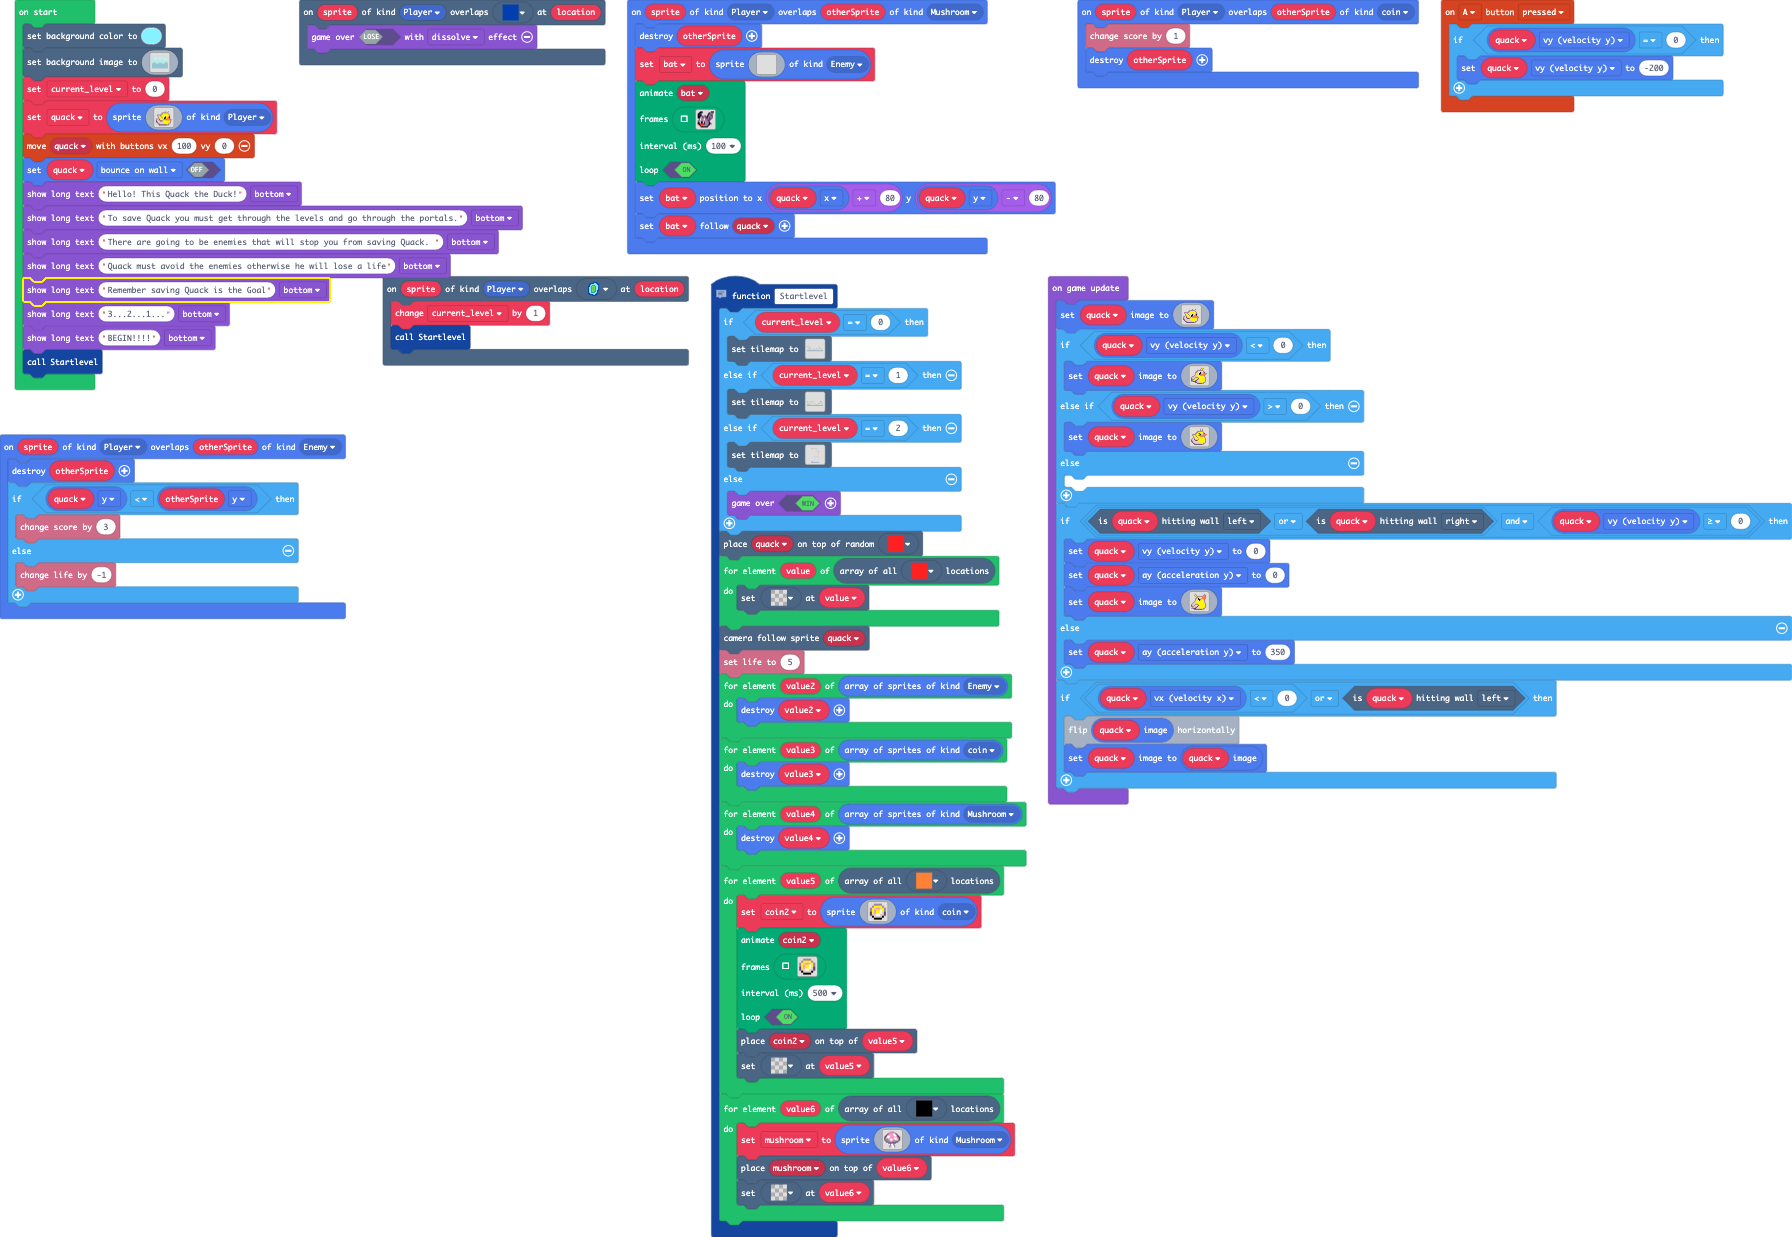 on start
set background color to
set background image to
set current_level to 0
set quack to sprite of kind Player
move quack with buttons vx 100 vy 0
set quack bounce on wall OFF
show long text "Hello! This Quack the Duck!" bottom
show long text "To save Quack you must get through the levels and go through the portals." bottom
show long text "There are going to be enemies that will stop you from saving Quack. " bottom
show long text "Quack must avoid the enemies otherwise he will lose a life" bottom
show long text "Remember saving Quack is the Goal" bottom
show long text "3...2...1..." bottom
show long text "BEGIN!!!!" bottom
call Startlevel
on sprite of kind Player overlaps at location
game over LOSE with dissolve effect
on sprite of kind Player overlaps otherSprite of kind Mushroom
destroy otherSprite
set bat to sprite of kind Enemy
animate bat
frames
interval (ms) 100
loop ON
set bat position to x quack x + 80 y quack y - 80
set bat follow quack
on sprite of kind Player overlaps otherSprite of kind coin
change score by 1
destroy otherSprite
on A button pressed
if quack vy (velocity y) = 0 then
set quack vy (velocity y) to -200
on sprite of kind Player overlaps at location
change current_level by 1
call Startlevel
on sprite of kind Player overlaps otherSprite of kind Enemy
destroy otherSprite
if quack y < otherSprite y then
change score by 3
else
change life by -1
function Startlevel
if current_level = 0 then
set tilemap to
else if current_level = 1 then
set tilemap to
else if current_level = 2 then
set tilemap to
else
game over WIN
place quack on top of random
for element value of array of all locations
do set at value
camera follow sprite quack
set life to 5
for element value2 of array of sprites of kind Enemy
do destroy value2
for element value3 of array of sprites of kind coin
do destroy value3
for element value4 of array of sprites of kind Mushroom
do destroy value4
for element value5 of array of all locations
do set coin2 to sprite of kind coin
animate coin2
frames
interval (ms) 500
loop ON
place coin2 on top of value5
set at value5
for element value6 of array of all locations
do set mushroom to sprite of kind Mushroom
place mushroom on top of value6
set at value6
on game update
set quack image to
if quack vy (velocity y) < 0 then
set quack image to
else if quack vy (velocity y) > 0 then
set quack image to
else
if is quack hitting wall left or is quack hitting wall right and quack vy (velocity y) ≥ 0 then
set quack vy (velocity y) to 0
set quack ay (acceleration y) to 0
set quack image to
else
set quack ay (acceleration y) to 350
if quack vx (velocity x) < 0 or is quack hitting wall left then
flip quack image horizontally
set quack image to quack image